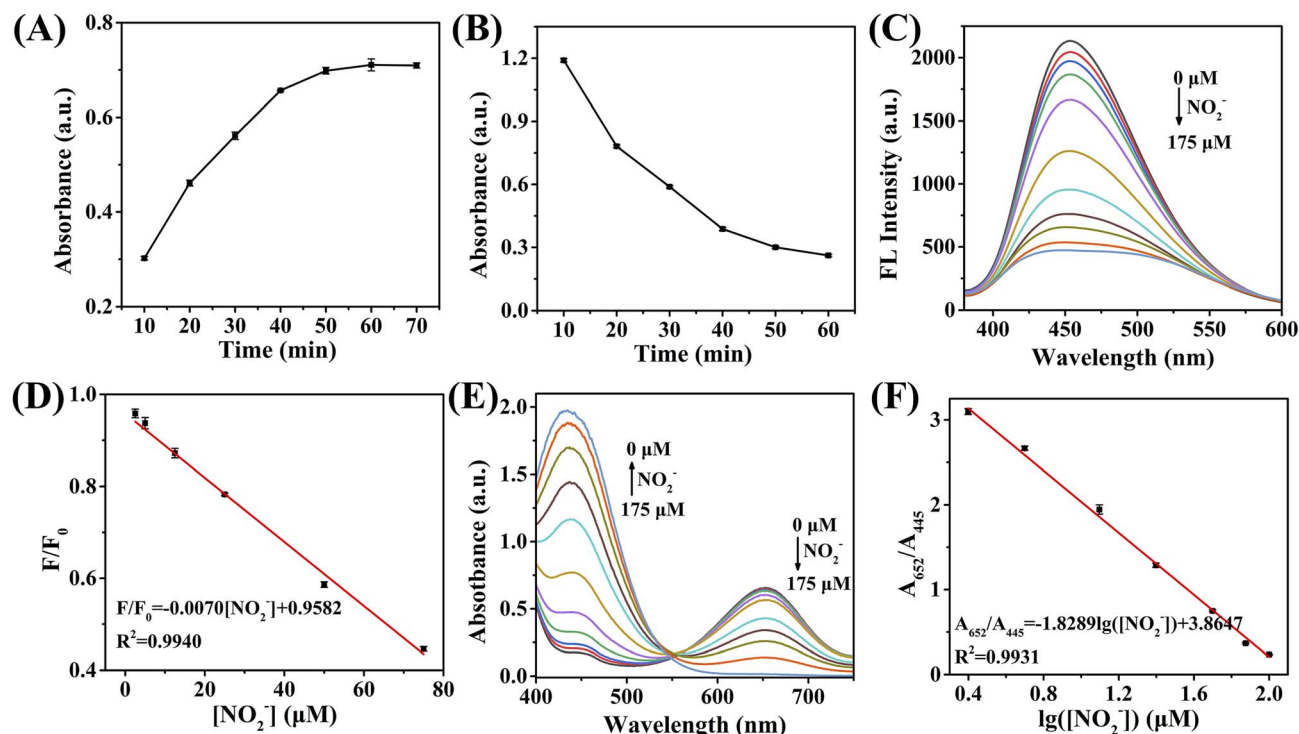 (A)
0.8
0.6
0.4
0.2
Absorbance (a.u.)
10 20 30 40 50 60 70
Time (min)
(B)
1.2
0.9
0.6
0.3
0.0
Absorbance (a.u.)
10 20 30 40 50 60
Time (min)
(C)
2000
1500
1000
500
0
FL Intensity (a.u.)
0 μM
NO₂⁻
175 μM
400 450 500 550 600
Wavelength (nm)
(D)
1.0
0.8
0.6
0.4
F/F₀
F/F₀=-0.0070[NO₂⁻]+0.9582
R²=0.9940
0 20 40 60 80
[NO₂⁻] (μM)
(E)
2.0
1.5
1.0
0.5
0.0
Absotbance (a.u.)
0 μM
NO₂⁻
175 μM
0 μM
NO₂⁻
175 μM
400 500 600 700
Wavelength (nm)
(F)
3
2
1
0
A₆₅₂/A₄₄₅
A₆₅₂/A₄₄₅=-1.8289lg([NO₂⁻])+3.8647
R²=0.9931
0.4 0.8 1.2 1.6 2.0
lg([NO₂⁻]) (μM)